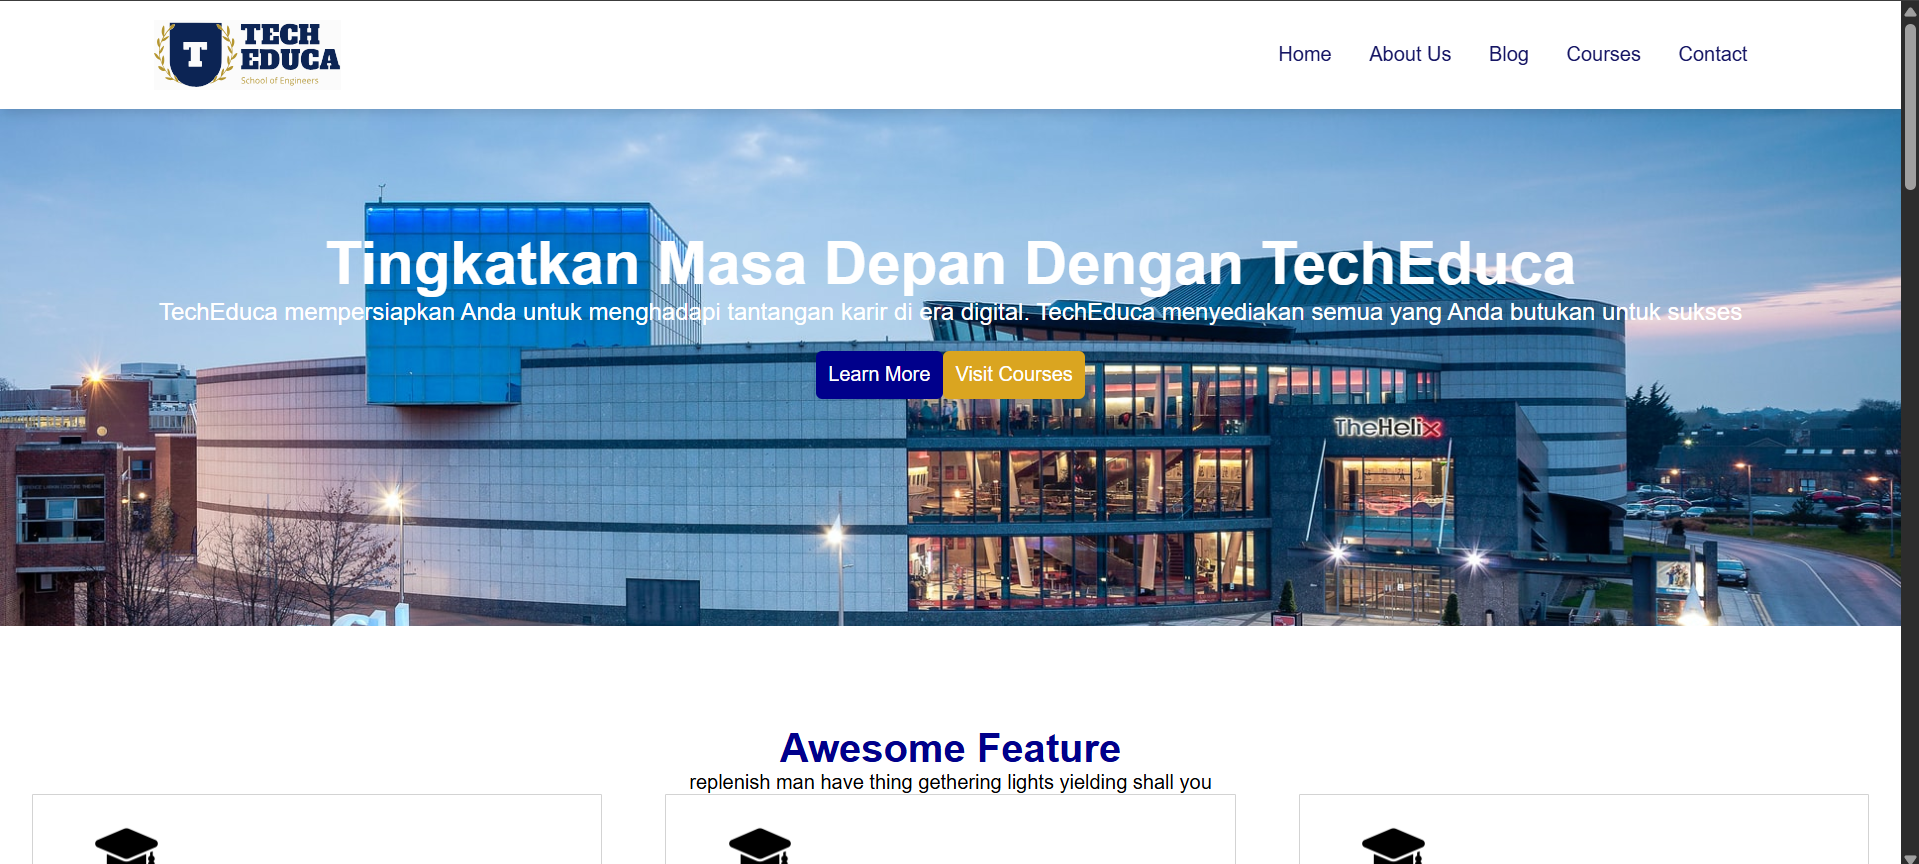 TECH
EDUCA
T
School of Engineers
Home About Us Blog Courses Contact
Tingkatkan Masa Depan Dengan TechEduca
TechEduca mempersiapkan Anda untuk menghadapi tantangan karir di era digital. TechEduca menyediakan semua yang Anda butukan untuk sukses
Learn More Visit Courses
TheHelix
Awesome Feature
replenish man have thing gethering lights yielding shall you